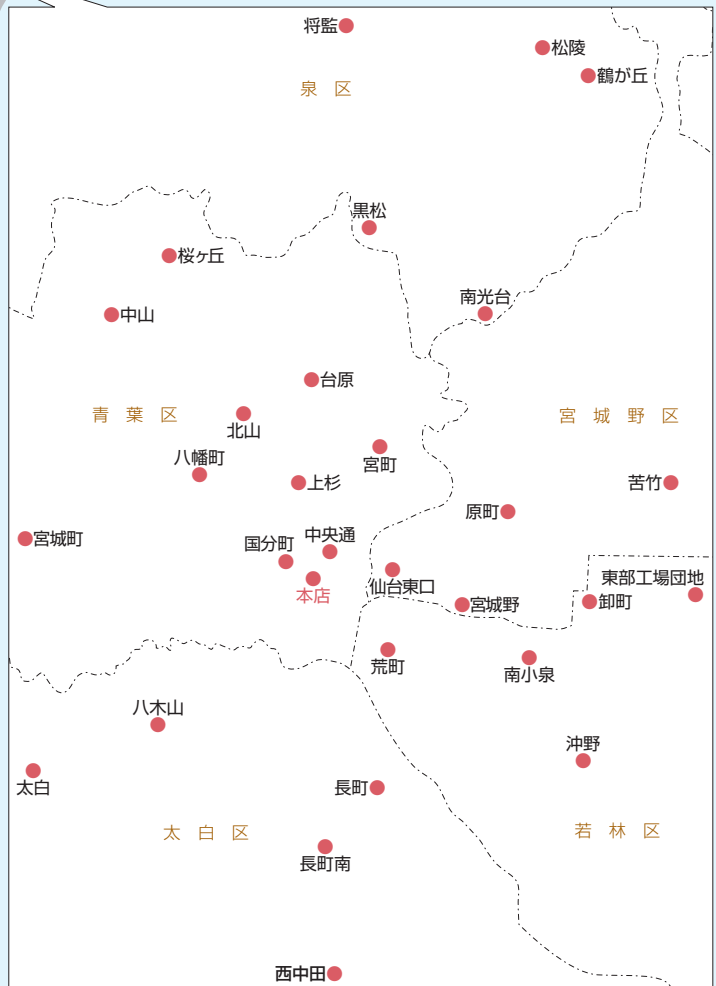 将監
松陵
鶴が丘
泉区
黒松
桜ヶ丘
南光台
中山
台原
青葉区
宮城野区
北山
八幡町
宮町
上杉
苦竹
原町
宮城町
国分町
中央通
本店
仙台東口
東部工場団地
宮城野
卸町
荒町
南小泉
八木山
沖野
太白
長町
太白区
若林区
長町南
西中田